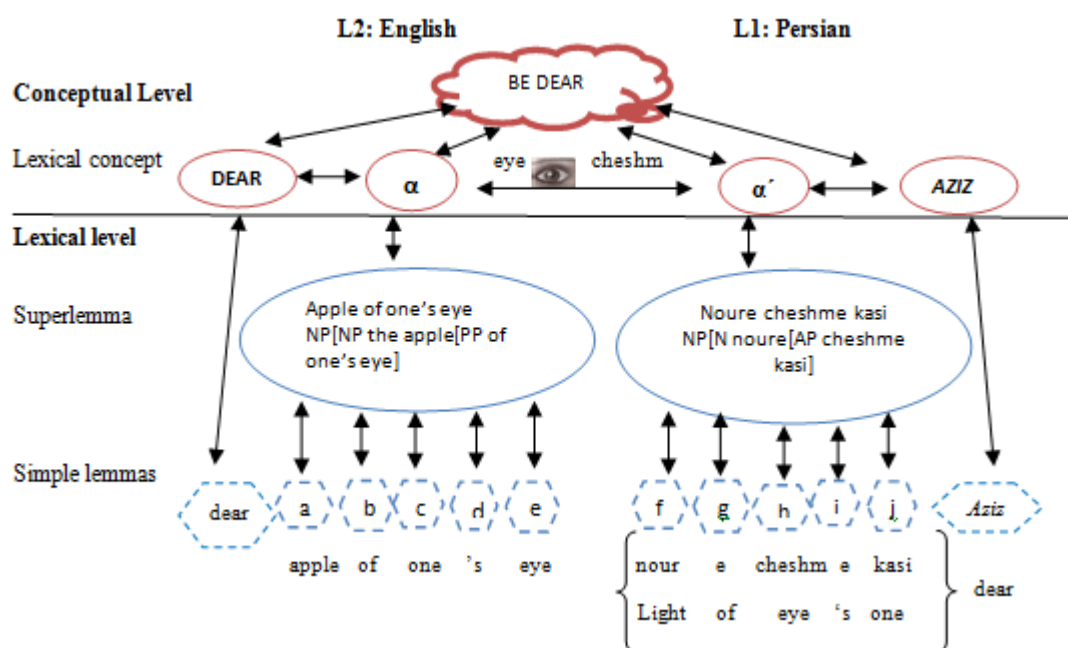 L2: English L1: Persian
BE DEAR
Conceptual Level
Lexical concept
eye cheshm
DEAR α α´ AZIZ
Lexical level
Superlemma
Apple of one’s eye
NP[NP the apple[PP of
one’s eye]
Noure cheshme kasi
NP[N noure[AP cheshme
kasi]
Simple lemmas
dear a b c d e f g h i j Aziz
apple of one ’s eye nour e cheshm e kasi
dear
Light of eye ‘s one